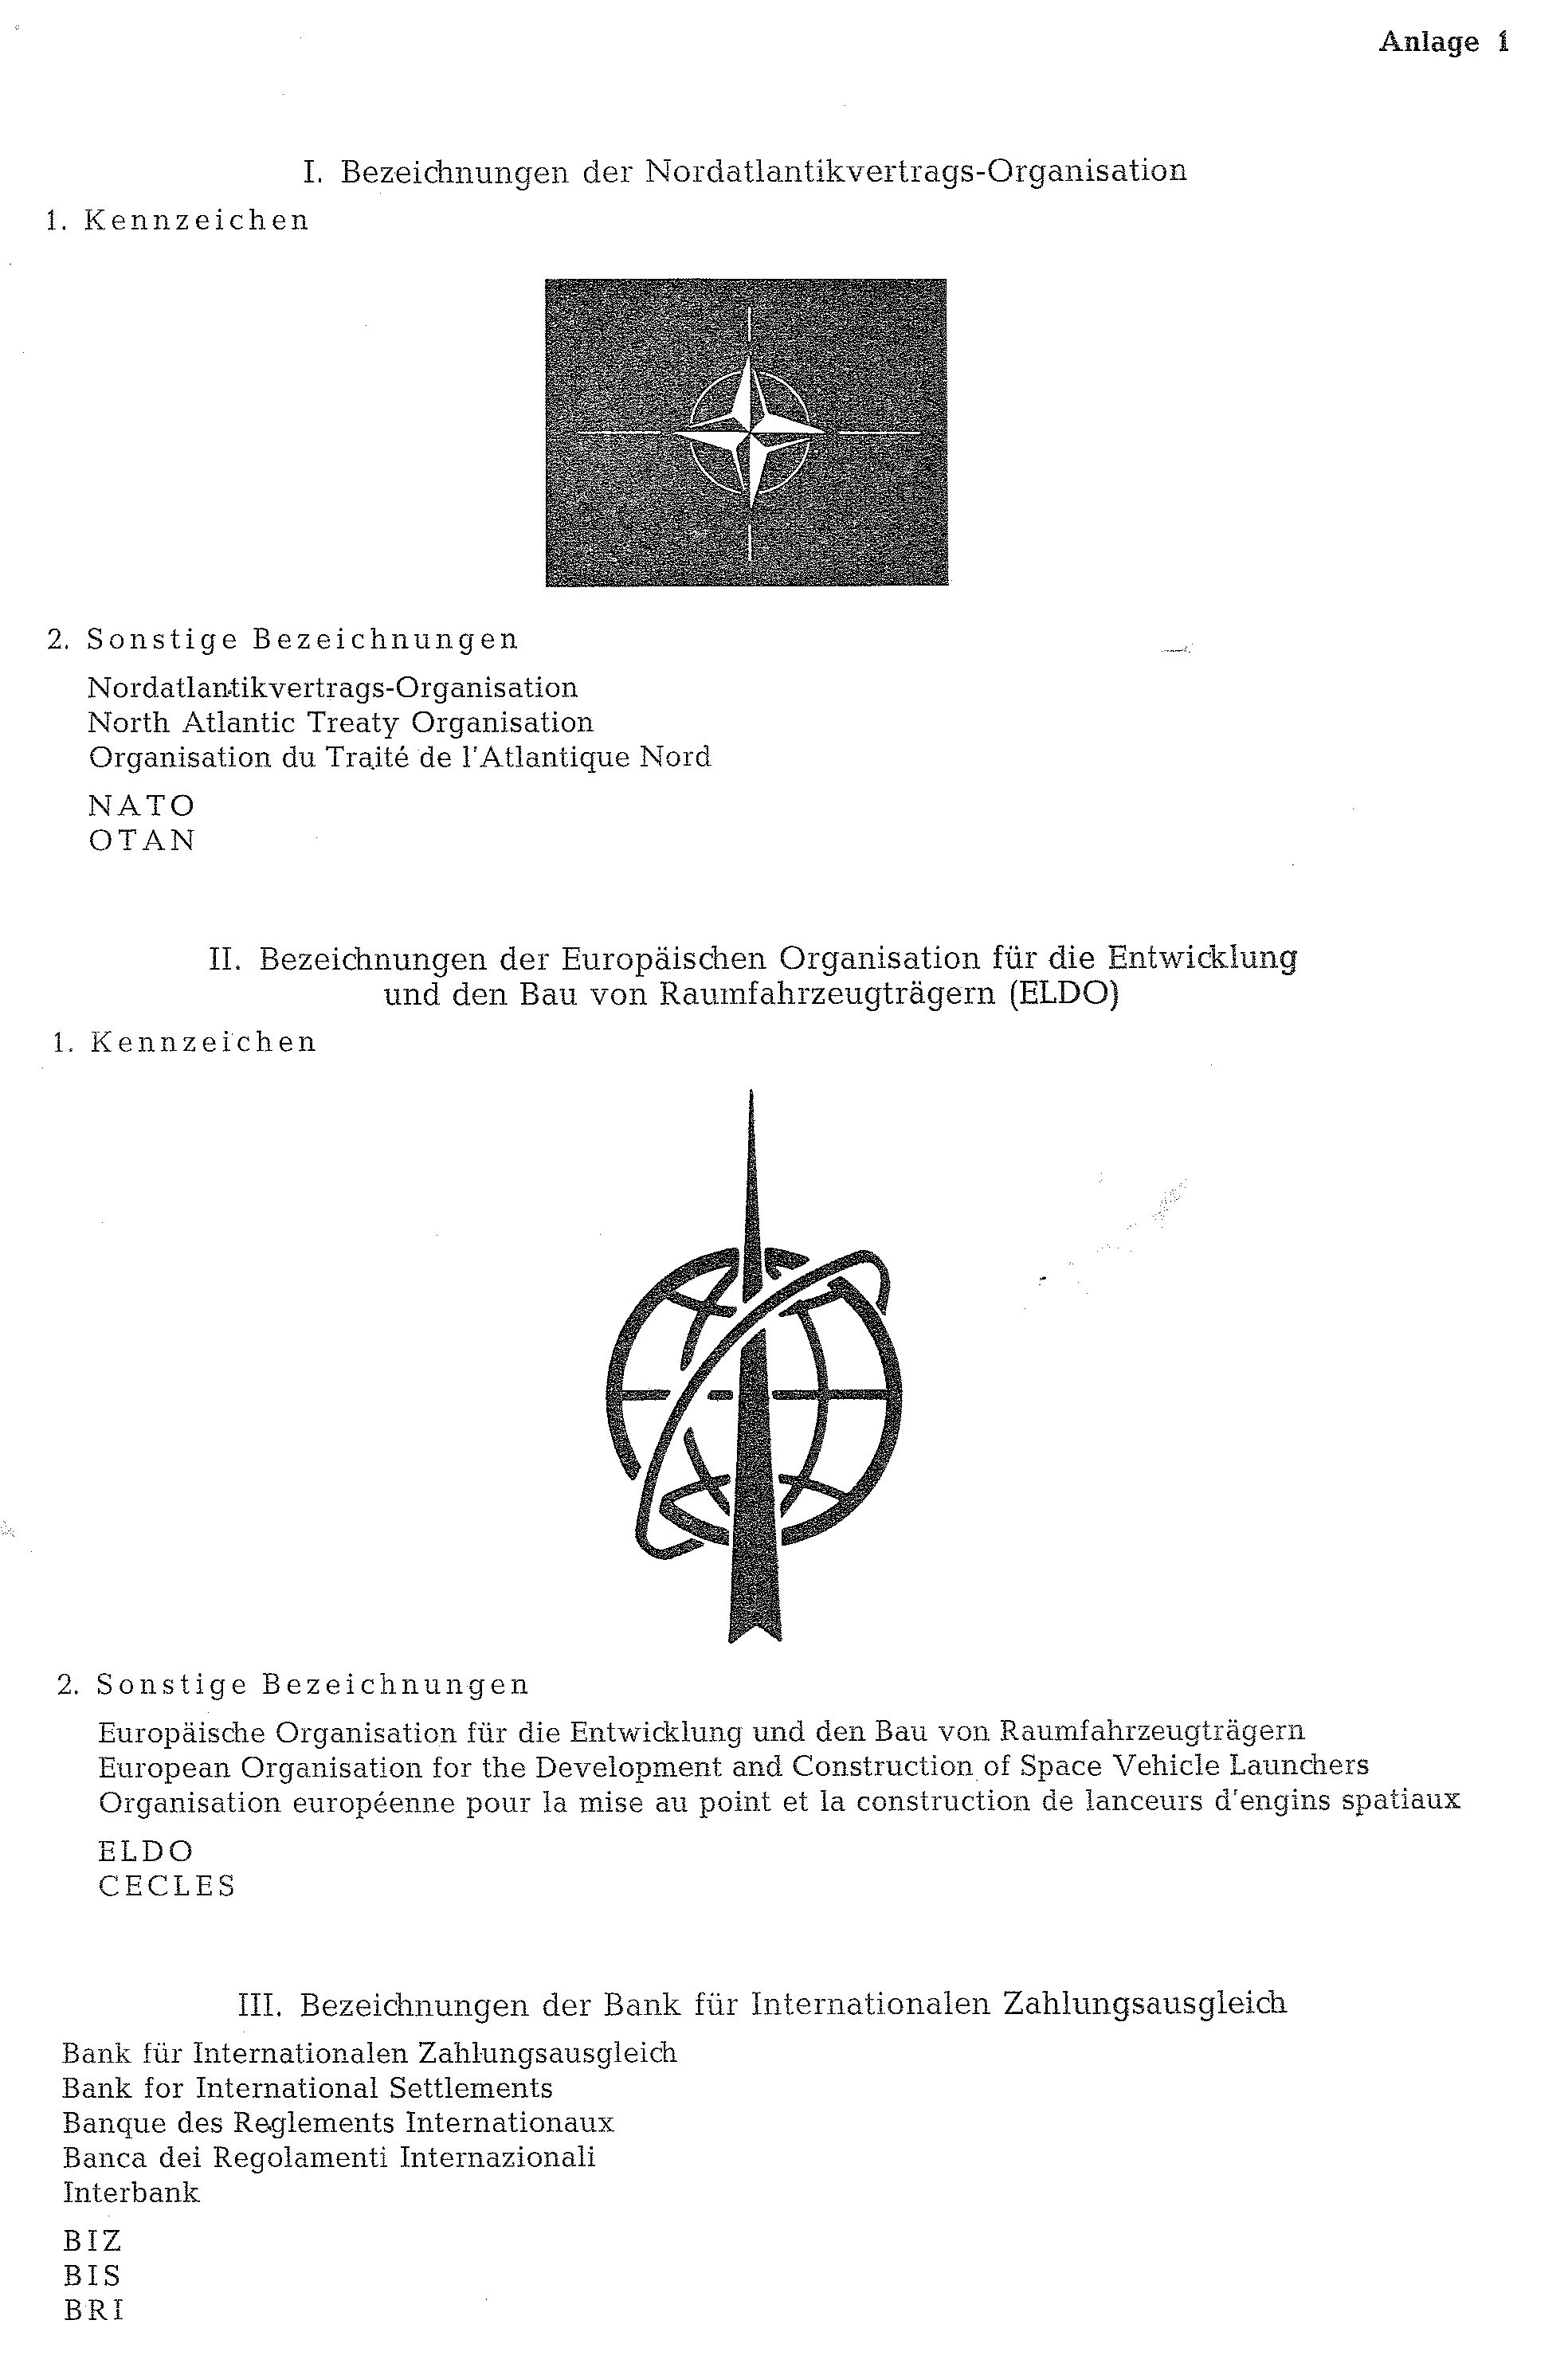 Anlage 1
I. Bezeichnungen der Nordatlantikvertrags-Organisation
1. Kennzeichen
2. Sonstige Bezeichnungen
Nordatlantikvertrags-Organisation
North Atlantic Treaty Organisation
Organisation du Traité de l'Atlantique Nord
NATO
OTAN
II. Bezeichnungen der Europäischen Organisation für die Entwicklung
und den Bau von Raumfahrzeugträgern (ELDO)
1. Kennzeichen
2. Sonstige Bezeichnungen
Europäische Organisation für die Entwicklung und den Bau von Raumfahrzeugträgern
European Organisation for the Development and Construction of Space Vehicle Launchers
Organisation européenne pour la mise au point et la construction de lanceurs d'engins spatiaux
ELDO
CECLES
III. Bezeichnungen der Bank für Internationalen Zahlungsausgleich
Bank für Internationalen Zahlungsausgleich
Bank for International Settlements
Banque des Reglements Internationaux
Banca dei Regolamenti Internazionali
Interbank
BIZ
BIS
BRI